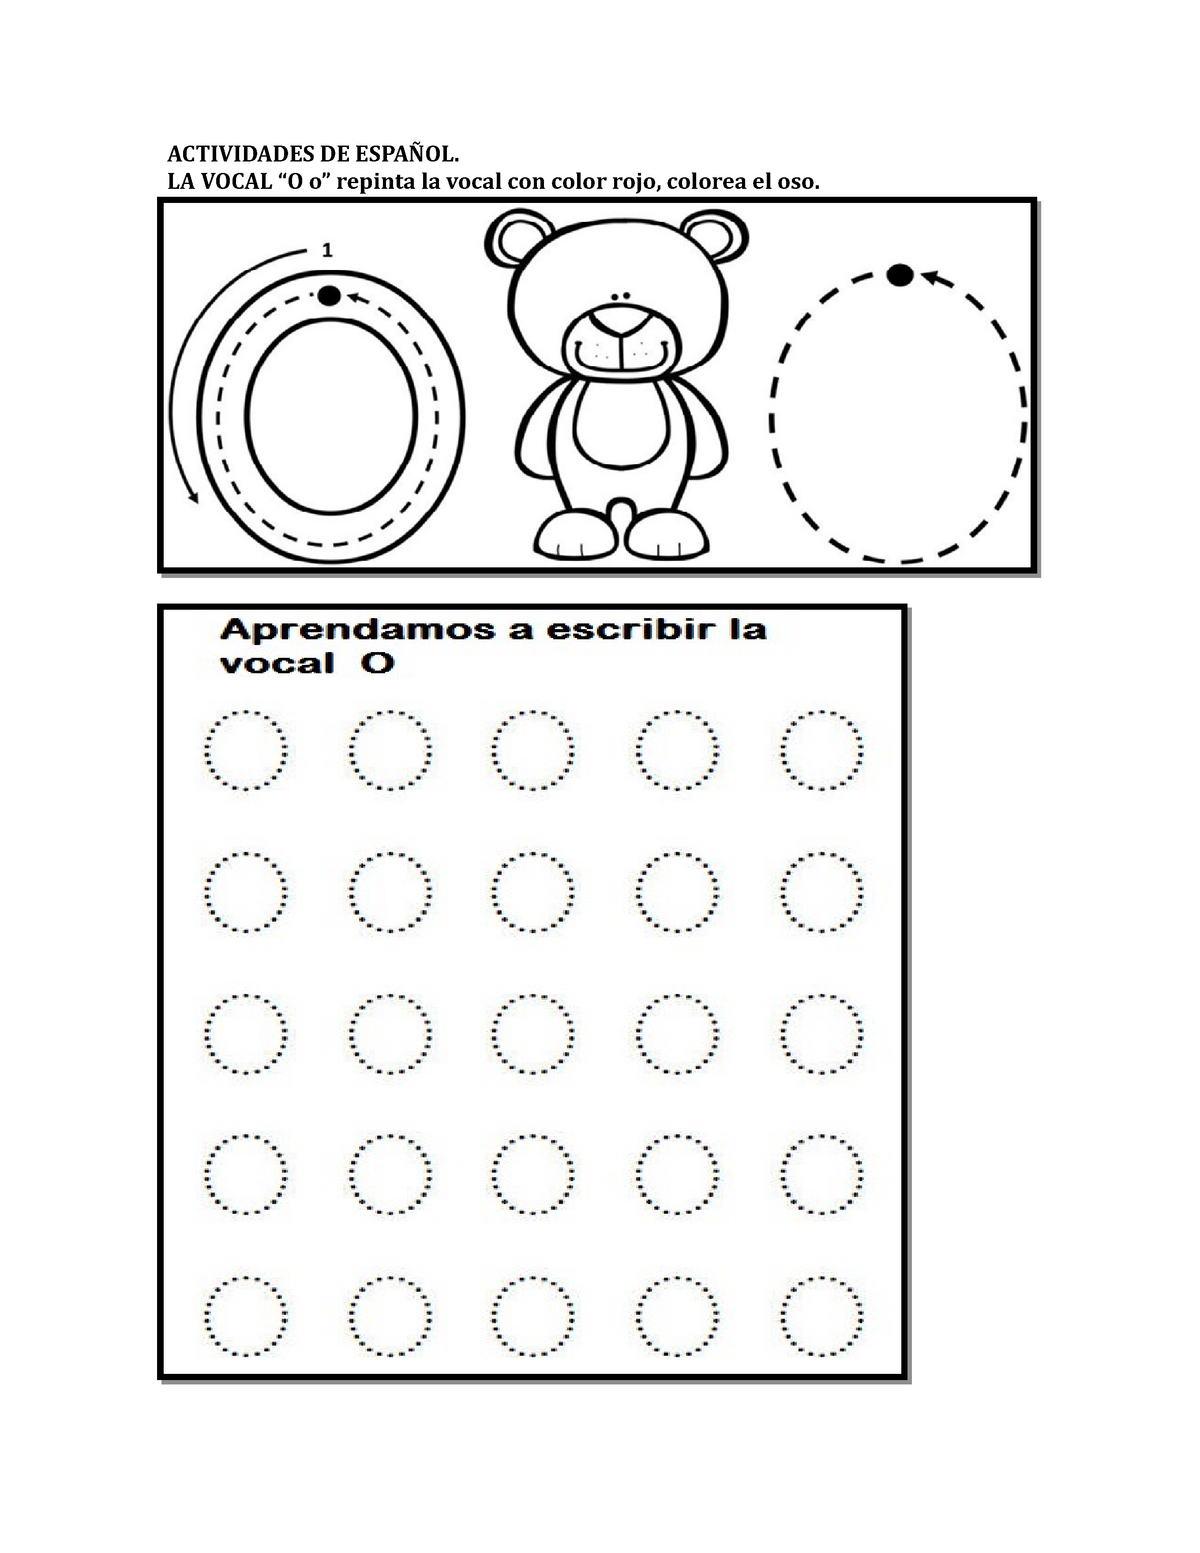 ACTIVIDADES DE ESPAÑOL.
LA VOCAL “O o” repinta la vocal con color rojo, colorea el oso.
1
Aprendamos a escribir la
vocal O